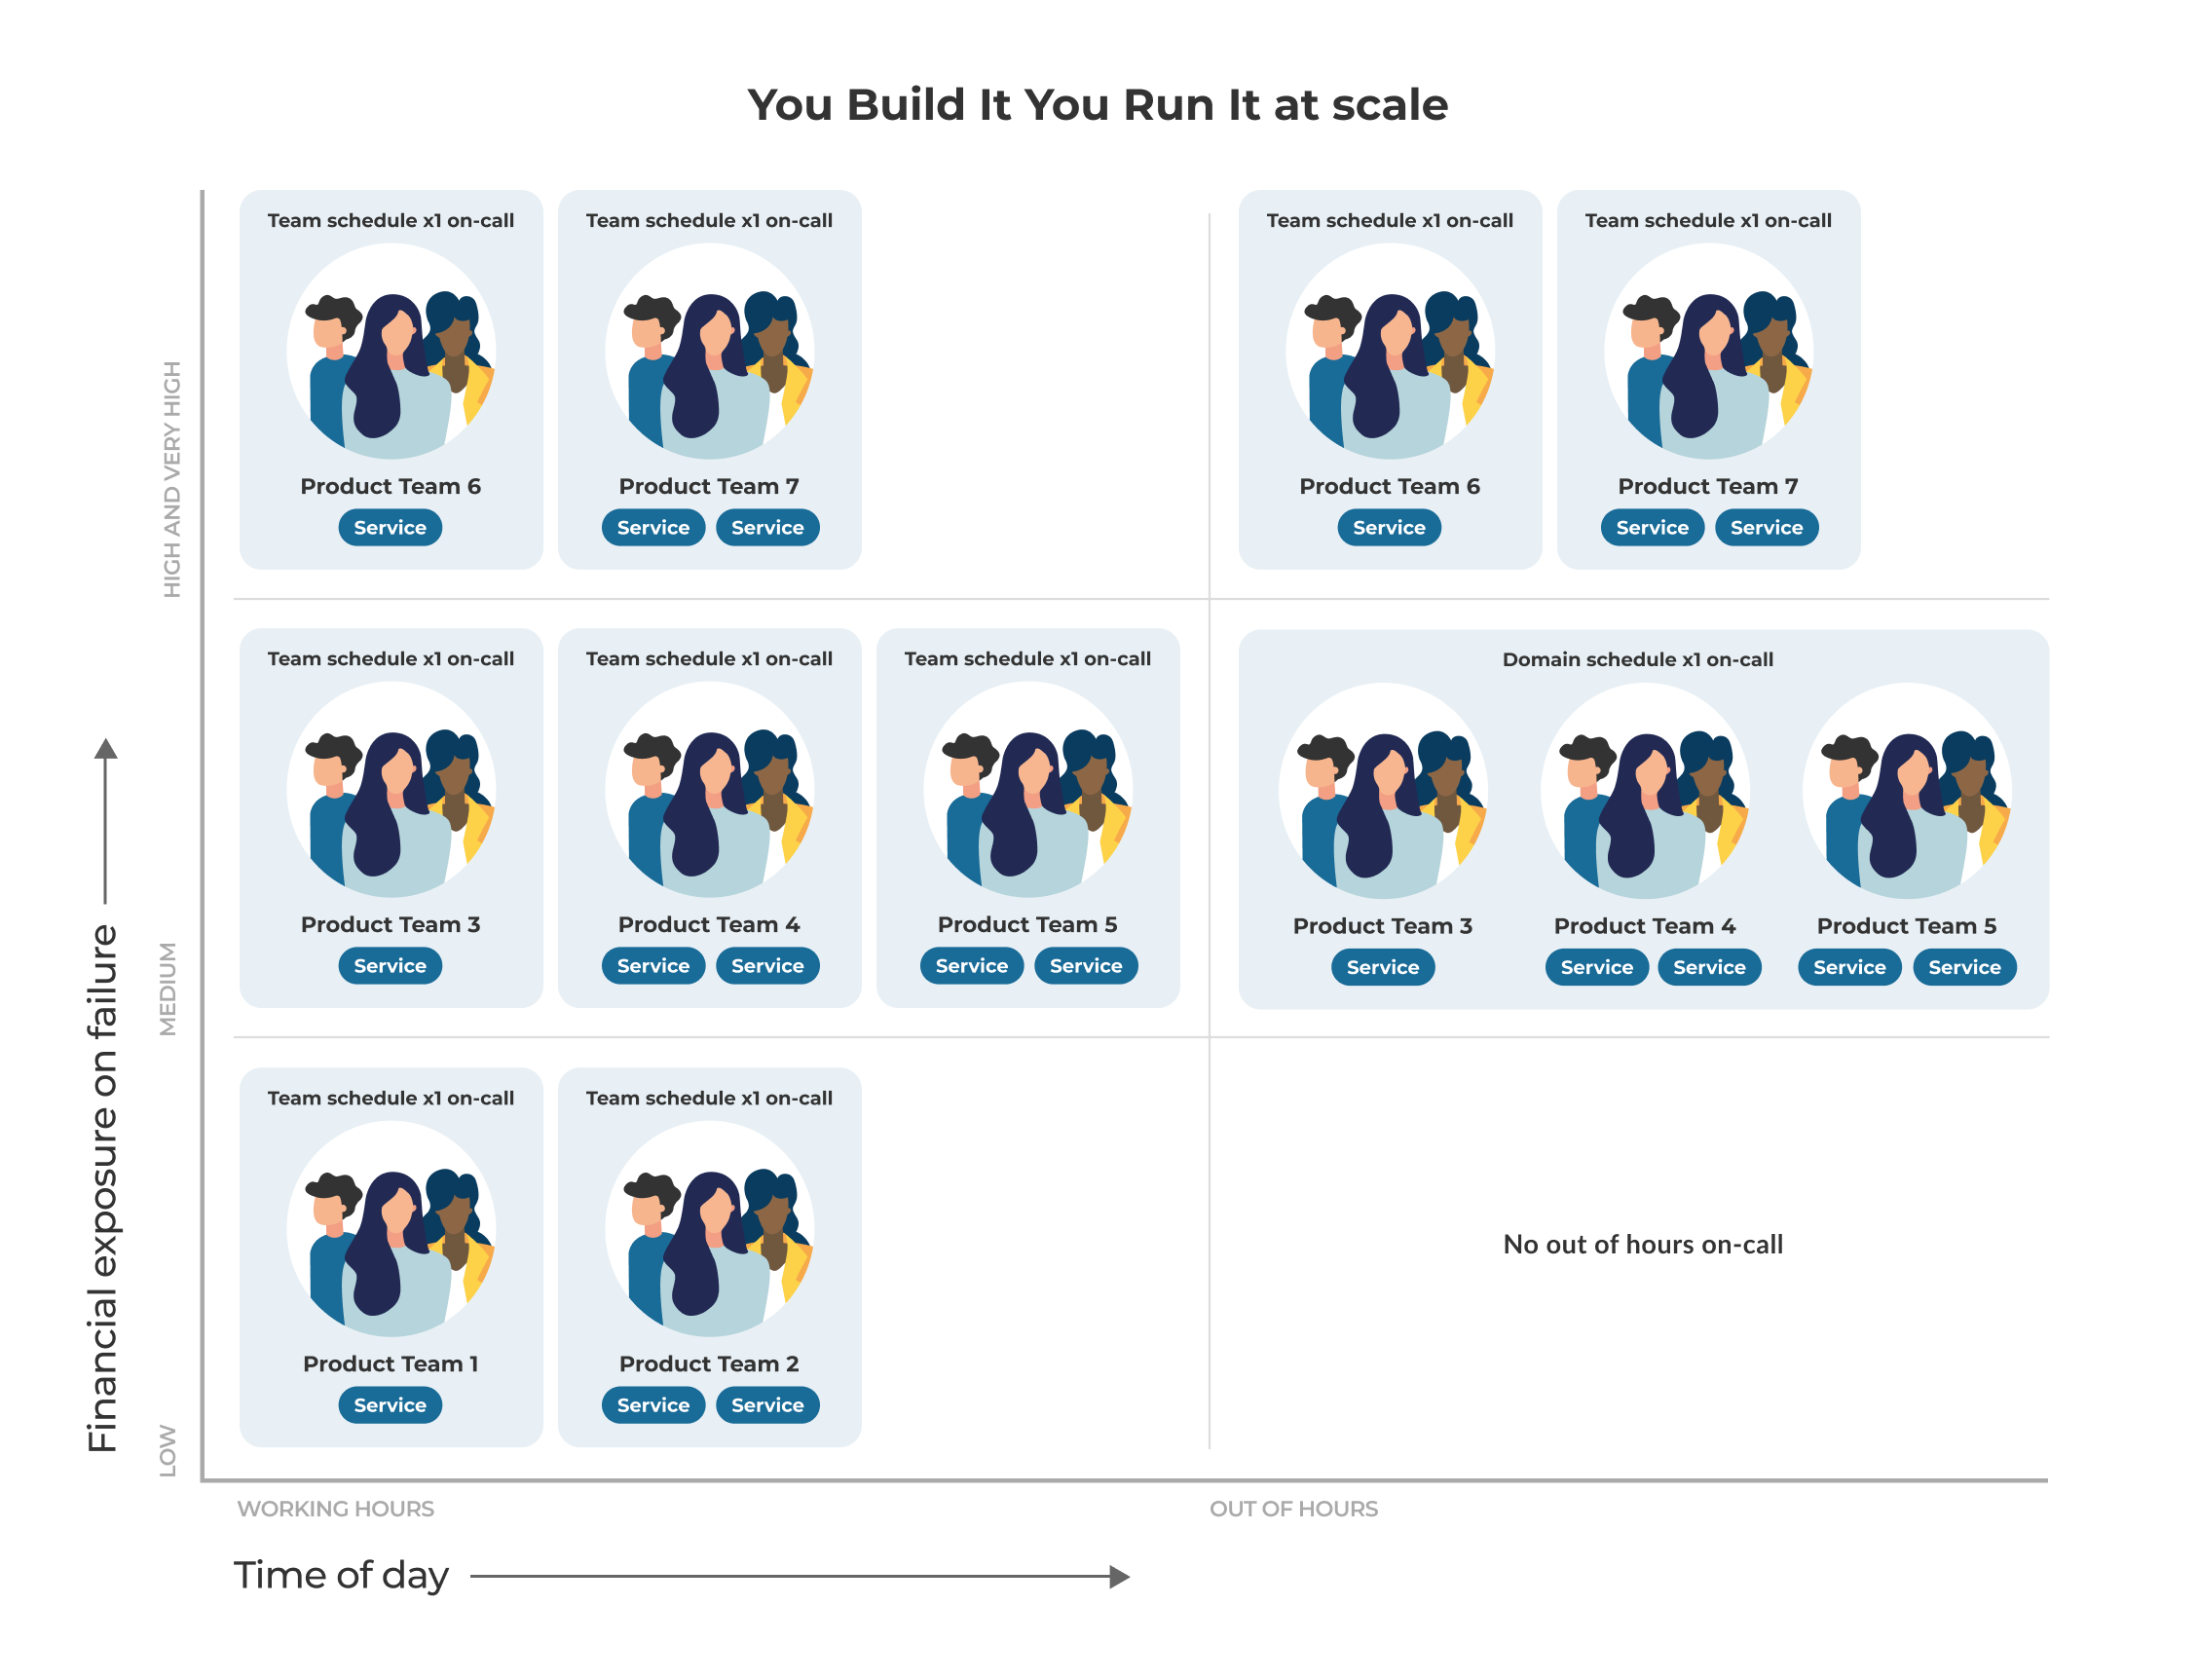 You Build It You Run It at scale
Financial exposure on failure
HIGH AND VERY HIGH
Team schedule x1 on-call
Product Team 6
Service
Team schedule x1 on-call
Product Team 7
Service Service
Team schedule x1 on-call
Product Team 6
Service
Team schedule x1 on-call
Product Team 7
Service Service
MEDIUM
Team schedule x1 on-call
Product Team 3
Service
Team schedule x1 on-call
Product Team 4
Service Service
Team schedule x1 on-call
Product Team 5
Service Service
Domain schedule x1 on-call
Product Team 3
Service
Product Team 4
Service Service
Product Team 5
Service Service
LOW
Team schedule x1 on-call
Product Team 1
Service
Team schedule x1 on-call
Product Team 2
Service Service
No out of hours on-call
WORKING HOURS
OUT OF HOURS
Time of day